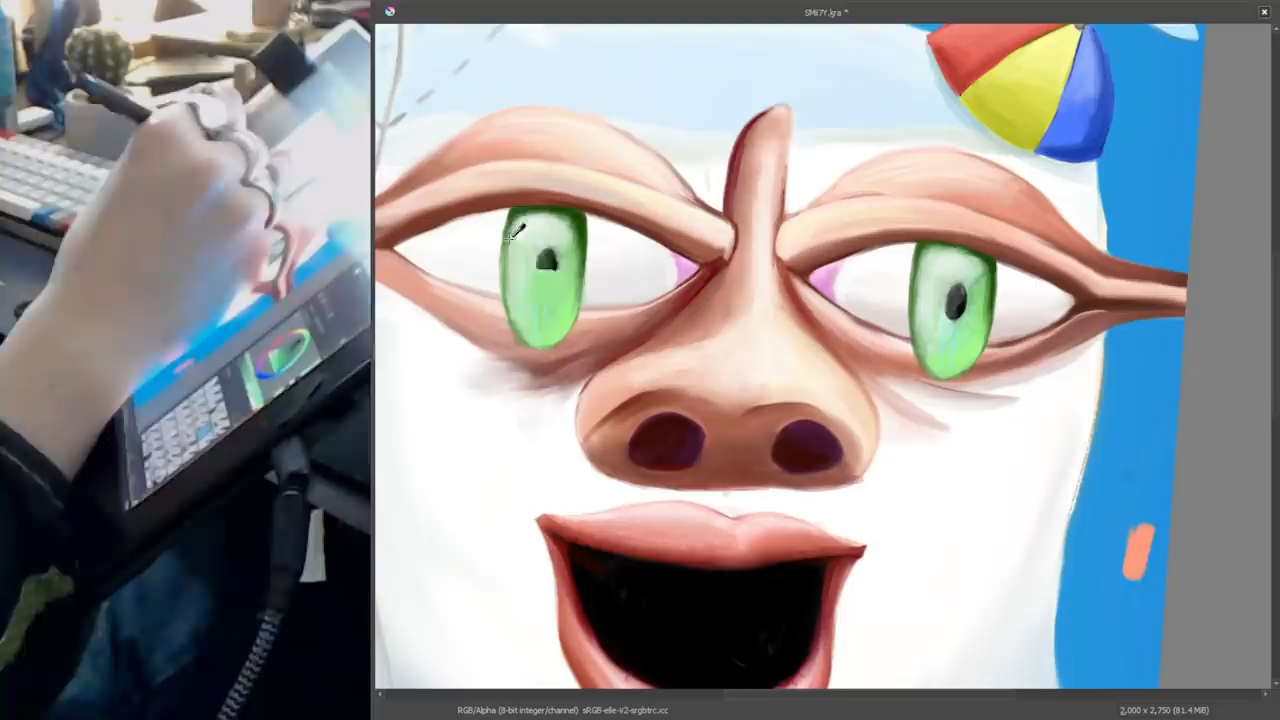 SMi7Y.kra *
RGB/Alpha (8-bit integer/channel) sRGB-elle-V2-srgbtrc.icc
2,000 x 2,750 (81.4 MiB)